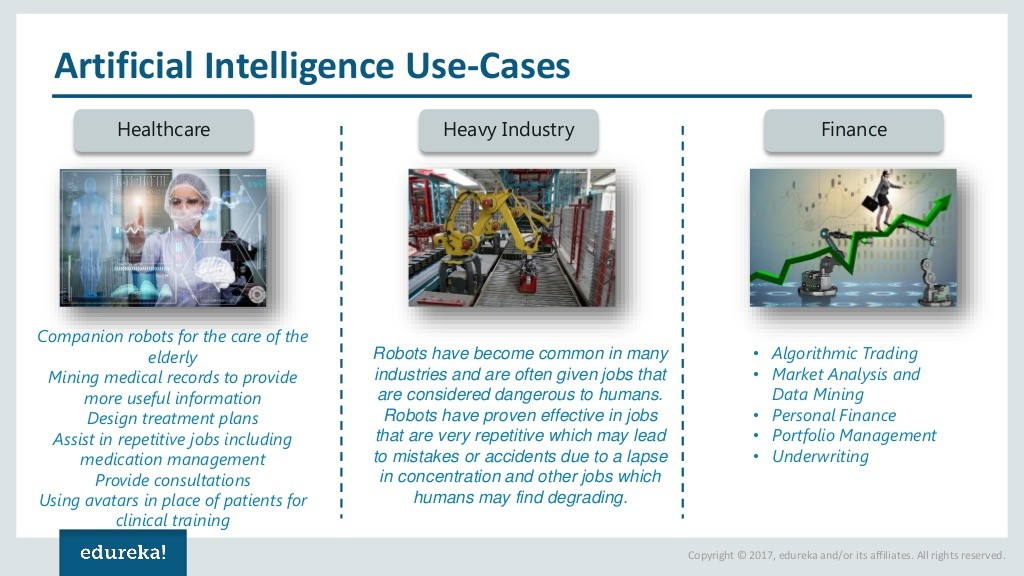 Artificial Intelligence Use-Cases
Healthcare
Companion robots for the care of the
elderly
Mining medical records to provide
more useful information
Design treatment plans
Assist in repetitive jobs including
medication management
Provide consultations
Using avatars in place of patients for
clinical training
Heavy Industry
Robots have become common in many
industries and are often given jobs that
are considered dangerous to humans.
Robots have proven effective in jobs
that are very repetitive which may lead
to mistakes or accidents due to a lapse
in concentration and other jobs which
humans may find degrading.
Finance
• Algorithmic Trading
• Market Analysis and
Data Mining
• Personal Finance
• Portfolio Management
• Underwriting
edureka!
Copyright © 2017, edureka and/or its affiliates. All rights reserved.